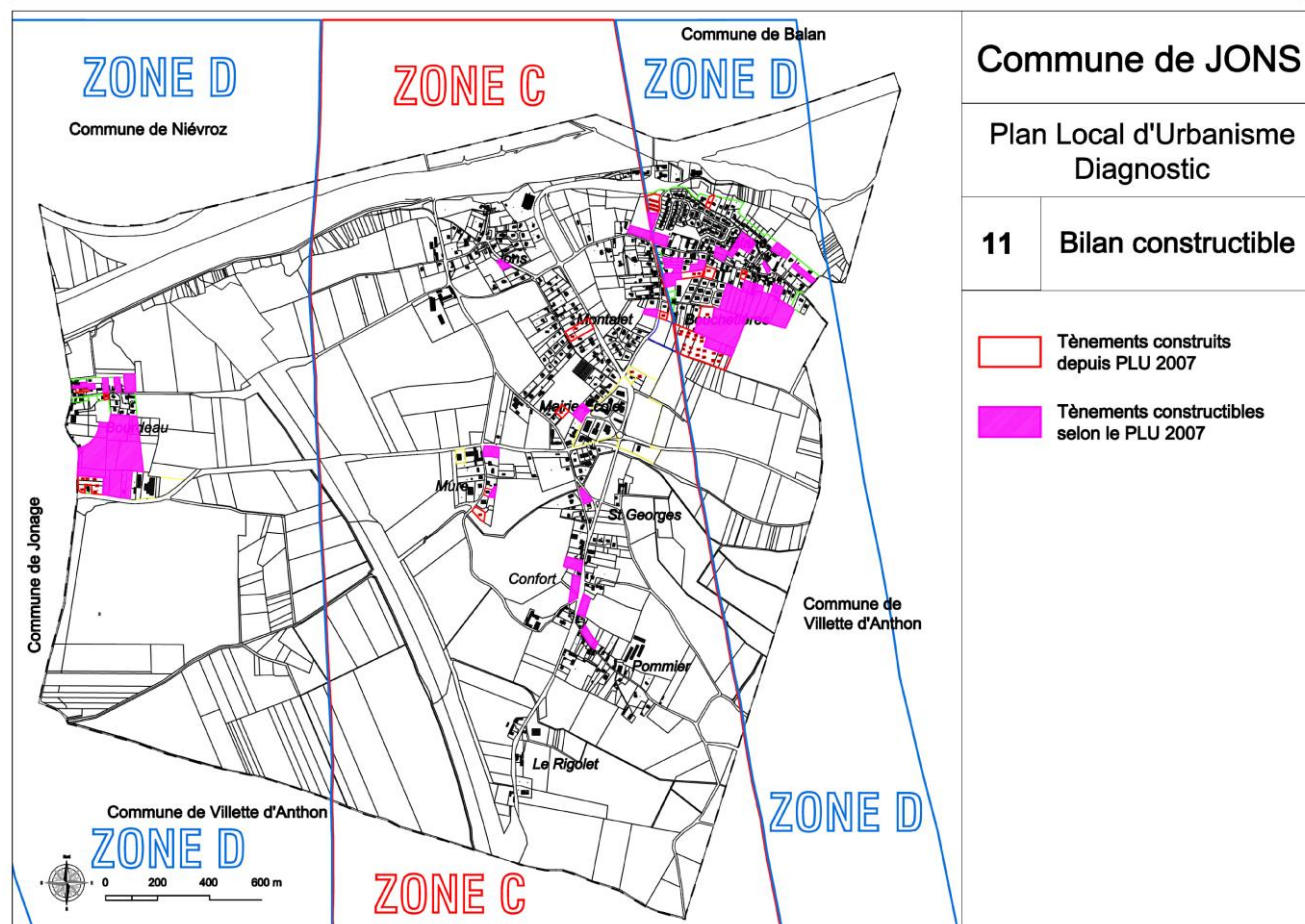 Commune de Balan
ZONE D
ZONE C
ZONE D
Commune de Niévroz
Jons
Montalet
Bouchetières
Mairie Ecoles
Bourdeau
Mûre
St Georges
Commune de Jonage
Confort
Commune de
Villette d'Anthon
Pommier
Le Rigolet
Commune de Villette d'Anthon
ZONE D
ZONE D
ZONE C
0 200 400 600 m
Commune de JONS
Plan Local d'Urbanisme
Diagnostic
11 Bilan constructible
Tènements construits
depuis PLU 2007
Tènements constructibles
selon le PLU 2007